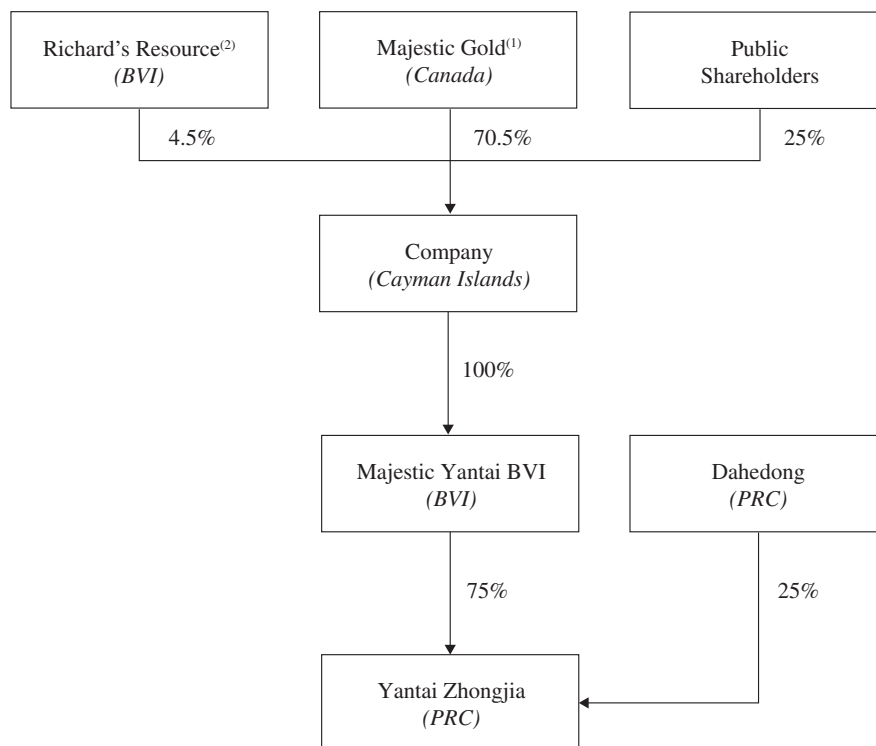 Richard’s Resource(2)
(BVI)
Majestic Gold(1)
(Canada)
Public
Shareholders
4.5%
70.5%
25%
Company
(Cayman Islands)
100%
Majestic Yantai BVI
(BVI)
Dahedong
(PRC)
75%
25%
Yantai Zhongjia
(PRC)